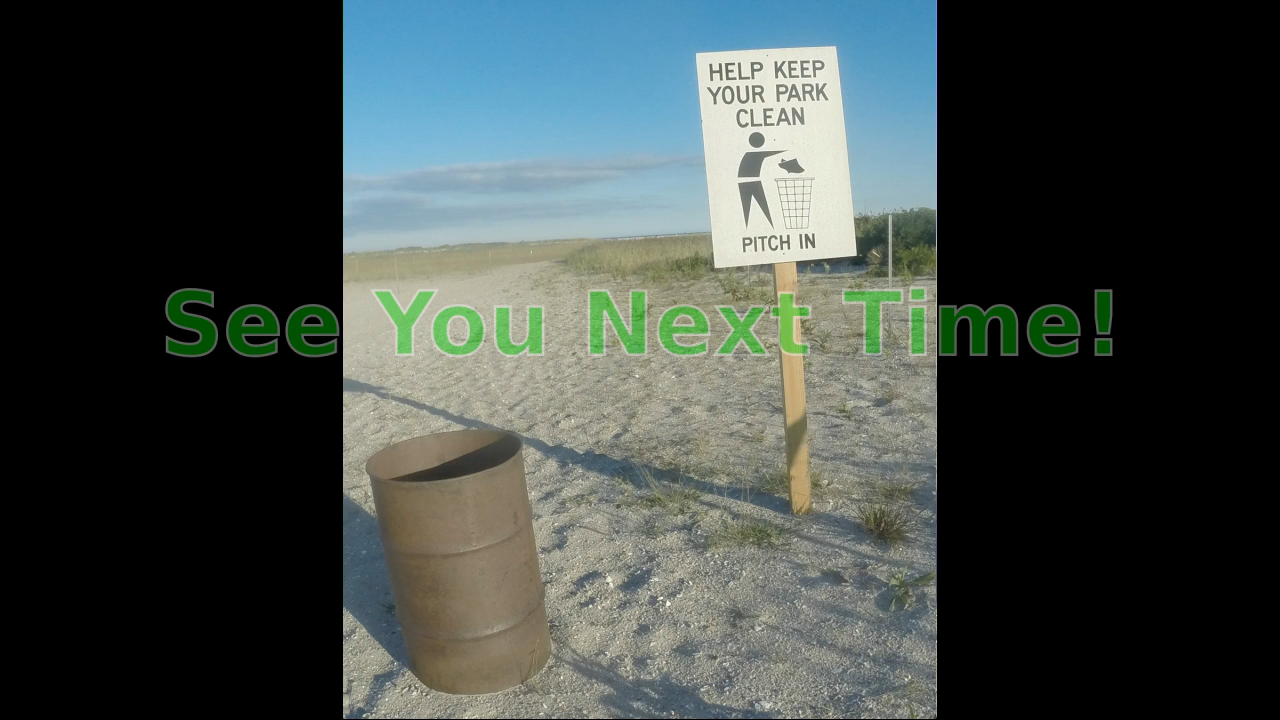 HELP KEEP
YOUR PARK
CLEAN
PITCH IN
See You Next Time!